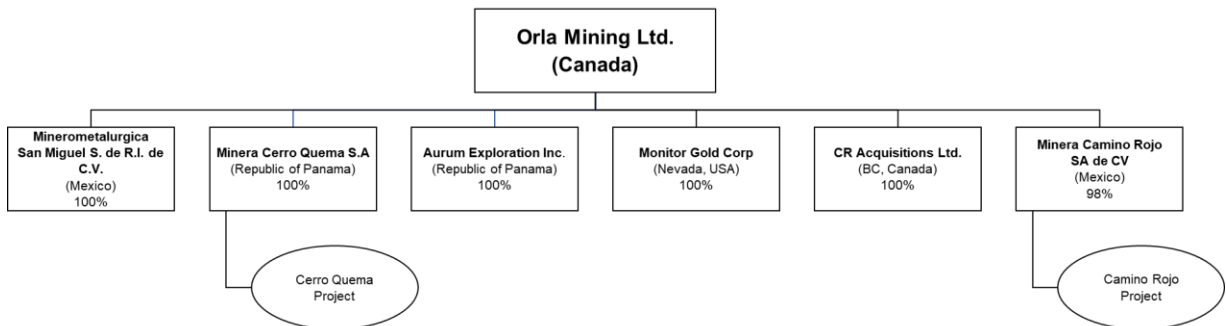 Orla Mining Ltd.
(Canada)
Minerometalurgica
San Miguel S. de R.I. de
C.V.
(Mexico)
100%
Minera Cerro Quema S.A
(Republic of Panama)
100%
Aurum Exploration Inc.
(Republic of Panama)
100%
Monitor Gold Corp
(Nevada, USA)
100%
CR Acquisitions Ltd.
(BC, Canada)
100%
Minera Camino Rojo
SA de CV
(Mexico)
98%
Cerro Quema
Project
Camino Rojo
Project